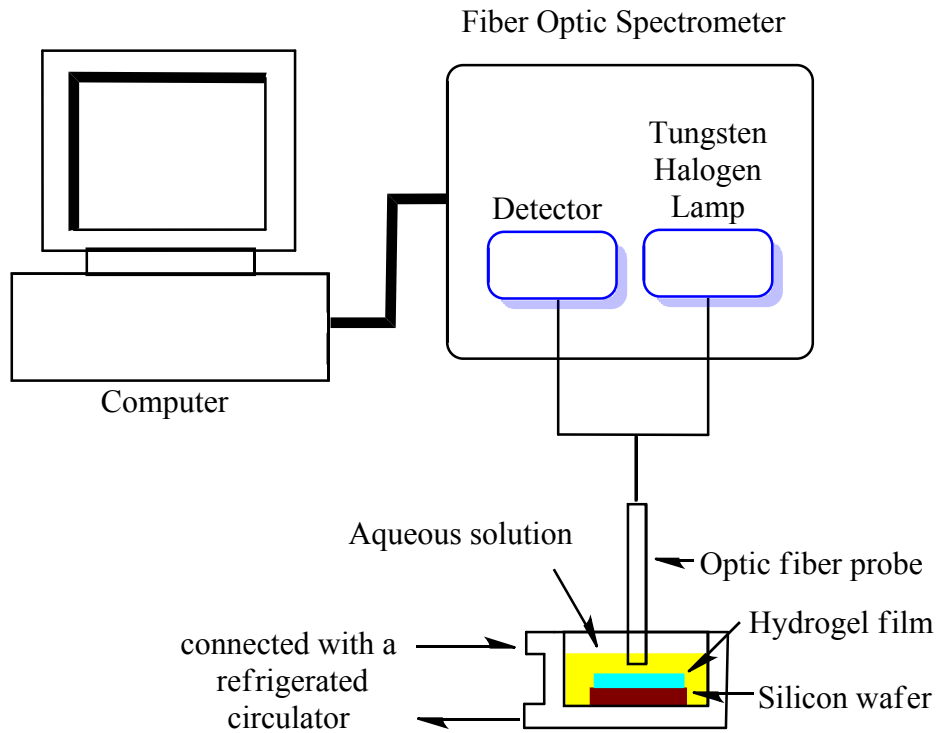 Fiber Optic Spectrometer
Tungsten
Halogen
Lamp
Detector
Computer
Aqueous solution
Optic fiber probe
Hydrogel film
connected with a
refrigerated
circulator
Silicon wafer